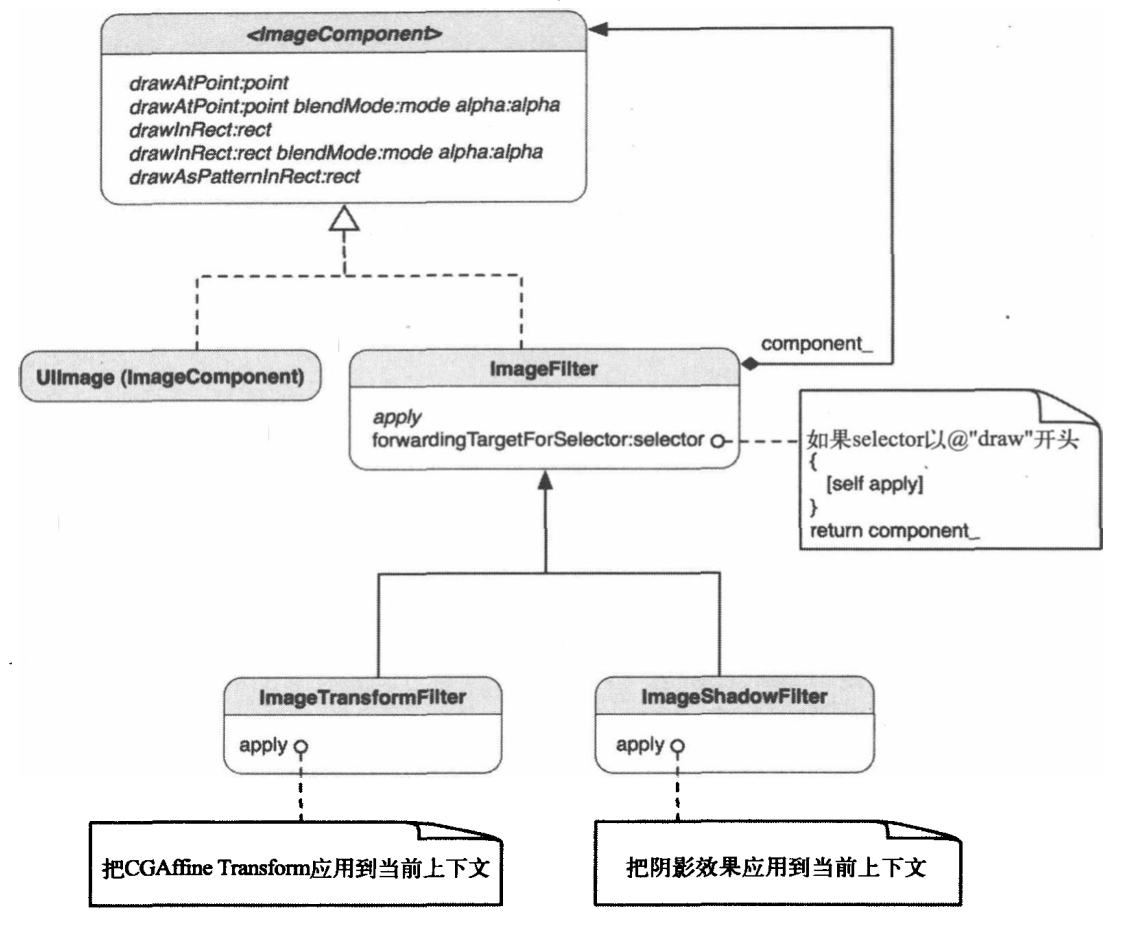 <ImageComponent>
drawAtPoint:point
drawAtPoint:point blendMode:mode alpha:alpha
drawInRect:rect
drawInRect:rect blendMode:mode alpha:alpha
drawAsPatternInRect:rect
component_
UIImage (ImageComponent)
ImageFilter
apply
forwardingTargetForSelector:selector
如果selector以@"draw"开头
{
[self apply]
}
return component_
ImageTransformFilter
apply
ImageShadowFilter
apply
把CGAffine Transform应用到当前上下文
把阴影效果应用到当前上下文